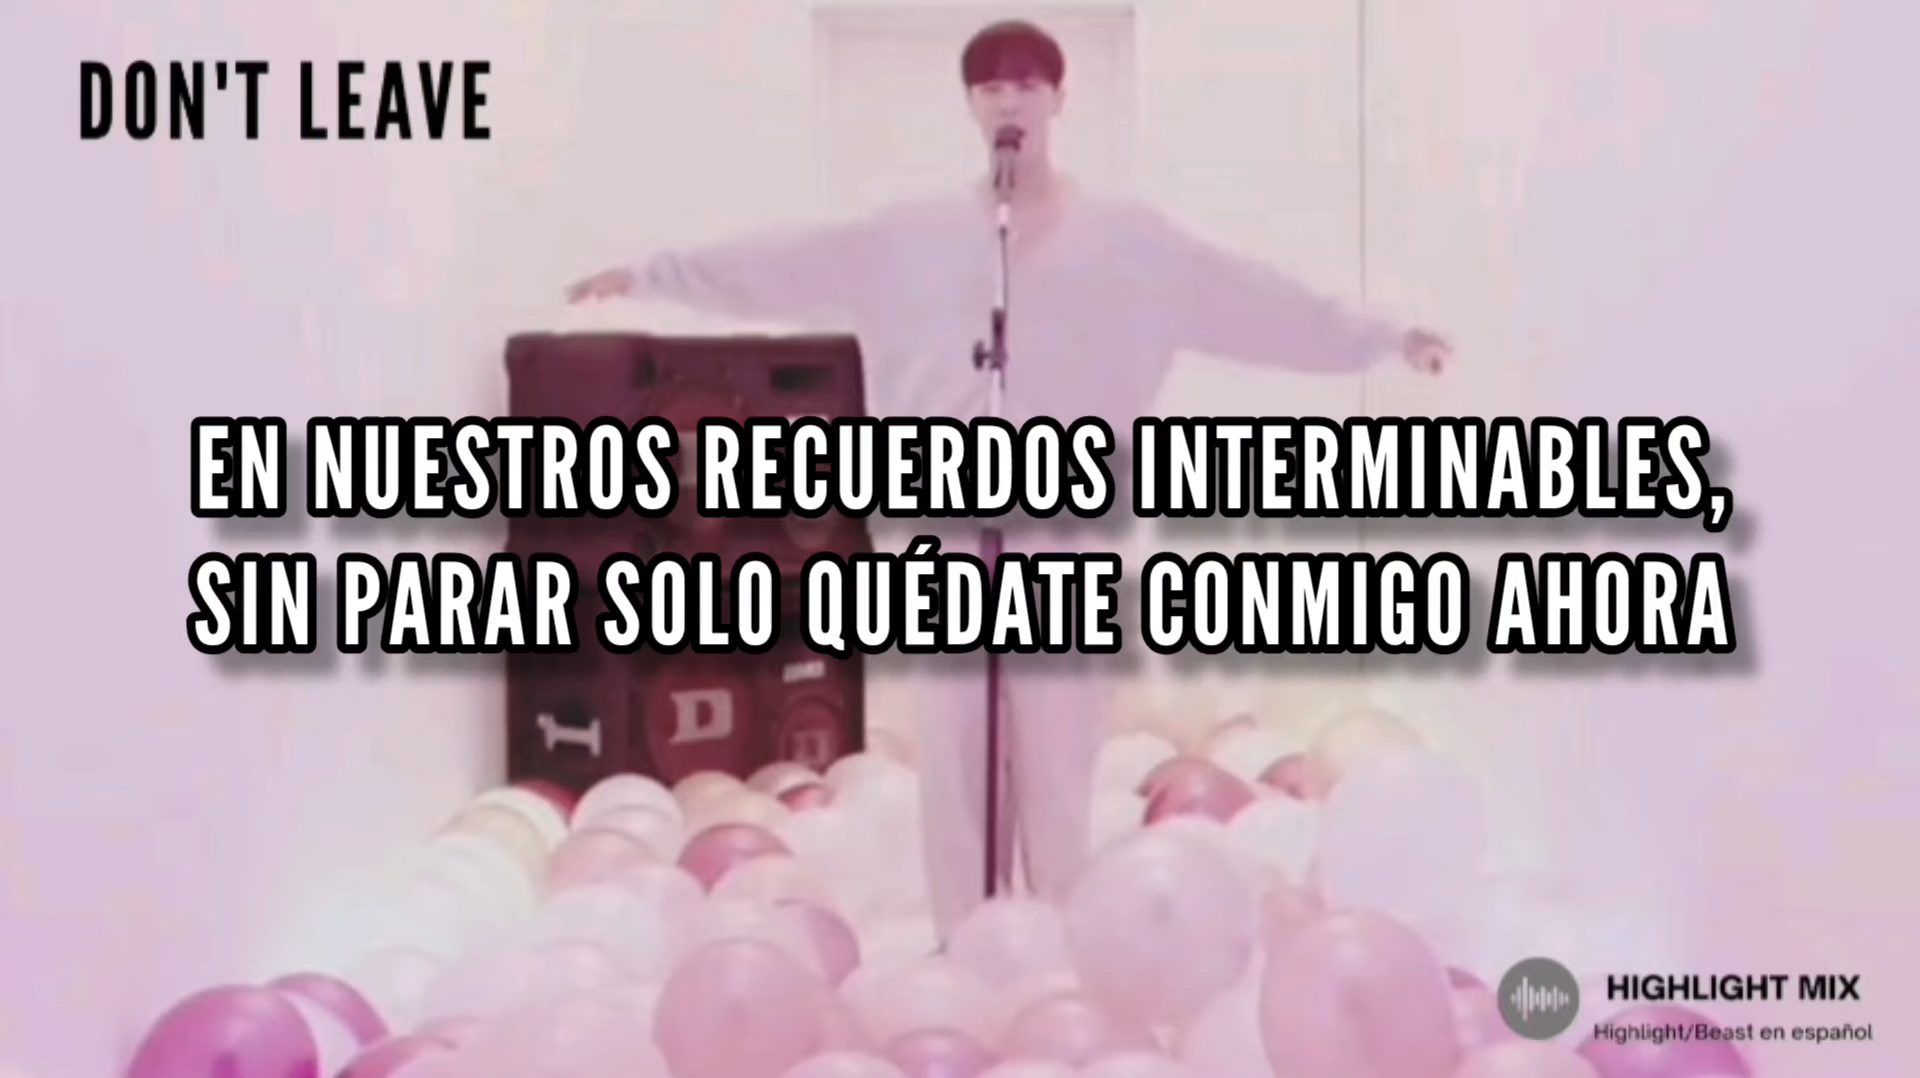 DON'T LEAVE
EN NUESTROS RECUERDOS INTERMINABLES,
SIN PARAR SOLO QUÉDATE CONMIGO AHORA
I D
HIGHLIGHT MIX
Highlight/Beast en español